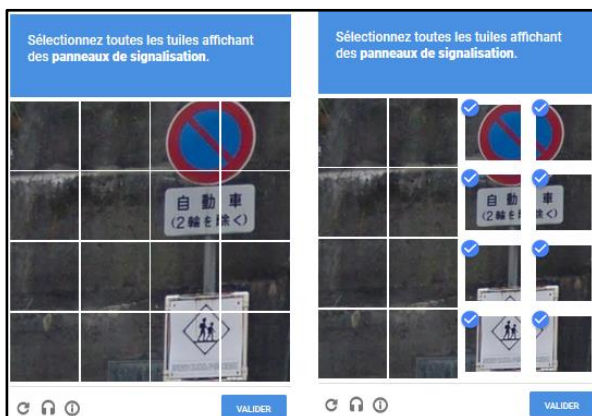 Sélectionnez toutes les tuiles affichant
des panneaux de signalisation.
自動車
(2輪を除く)
VALIDER
Sélectionnez toutes les tuiles affichant
des panneaux de signalisation.
自動車
(2輪を除く)
VALIDER